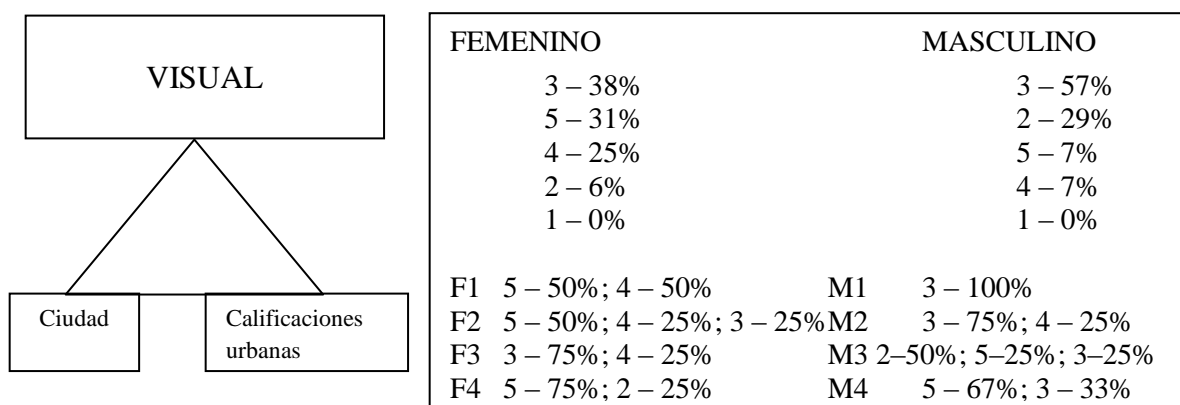 VISUAL
Ciudad
Calificaciones
urbanas
FEMENINO MASCULINO
3 – 38% 3 – 57%
5 – 31% 2 – 29%
4 – 25% 5 – 7%
2 – 6% 4 – 7%
1 – 0% 1 – 0%
F1 5 – 50%; 4 – 50% M1 3 – 100%
F2 5 – 50%; 4 – 25%; 3 – 25% M2 3 – 75%; 4 – 25%
F3 3 – 75%; 4 – 25% M3 2–50%; 5–25%; 3–25%
F4 5 – 75%; 2 – 25% M4 5 – 67%; 3 – 33%